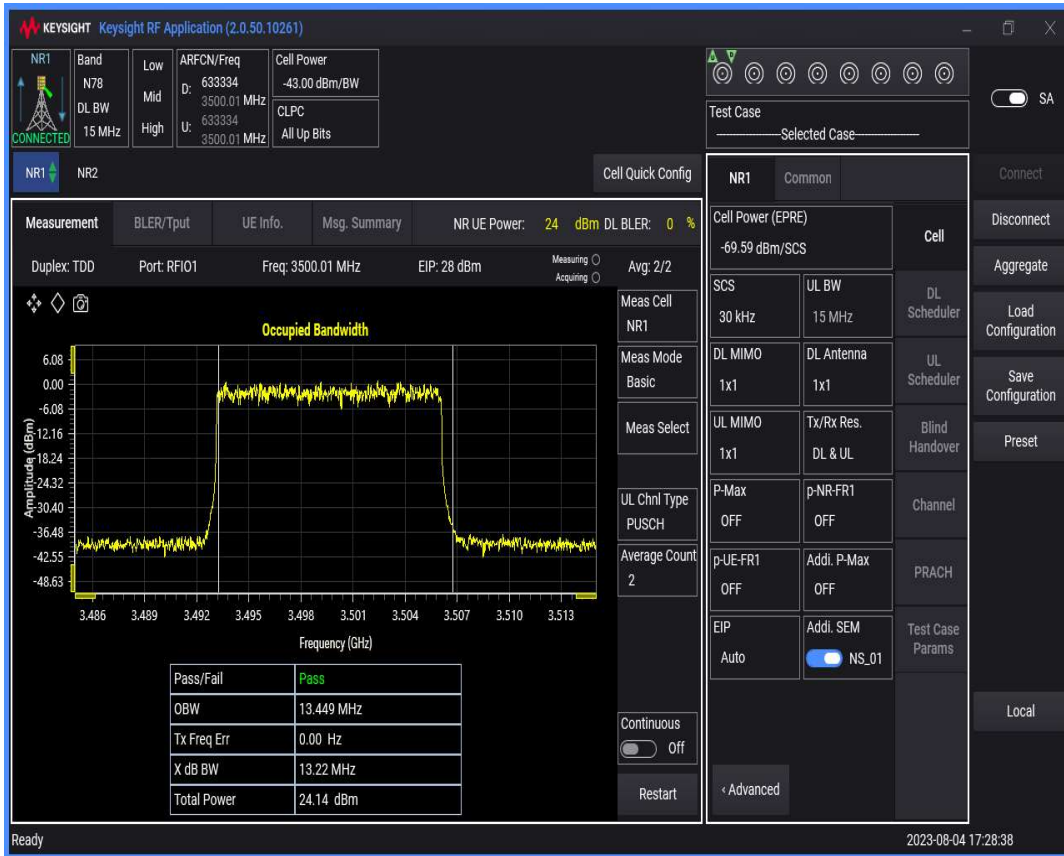 KEYSIGHT Keysight RF Application (2.0.50.10261)
NR1
CONNECTED
Band
N78
DL BW
15 MHz
Low
Mid
High
ARFCN/Freq
D: 633334
3500.01 MHz
U: 633334
3500.01 MHz
Cell Power
-43.00 dBm/BW
CLPC
All Up Bits
Test Case
Selected Case
SA
NR1 NR2
Cell Quick Config
Measurement BLER/Tput UE Info. Msg. Summary NR UE Power: 24 dBm DL BLER: 0 %
Duplex: TDD Port: RFIO1 Freq: 3500.01 MHz EIP: 28 dBm Measuring Acquiring Avg: 2/2
Occupied Bandwidth
Amplitude (dBm)
6.08
0.00
-6.08
-12.16
-18.24
-24.32
-30.40
-36.48
-42.55
-48.63
3.486 3.489 3.492 3.495 3.498 3.501 3.504 3.507 3.510 3.513
Frequency (GHz)
Pass/Fail Pass
OBW 13.449 MHz
Tx Freq Err 0.00 Hz
X dB BW 13.22 MHz
Total Power 24.14 dBm
Meas Cell
NR1
Meas Mode
Basic
Meas Select
UL Chnl Type
PUSCH
Average Count
2
Continuous
Off
Restart
NR1 Common
Cell Power (EPRE)
-69.59 dBm/SCS
SCS
30 kHz
UL BW
15 MHz
DL MIMO
1x1
DL Antenna
1x1
UL MIMO
1x1
Tx/Rx Res.
DL & UL
P-Max
OFF
p-NR-FR1
OFF
p-UE-FR1
OFF
Addi. P-Max
OFF
EIP
Auto
Addi. SEM
NS_01
‹ Advanced
Cell
DL
Scheduler
UL
Scheduler
Blind
Handover
Channel
PRACH
Test Case
Params
Connect
Disconnect
Aggregate
Load
Configuration
Save
Configuration
Preset
Local
Ready
2023-08-04 17:28:38